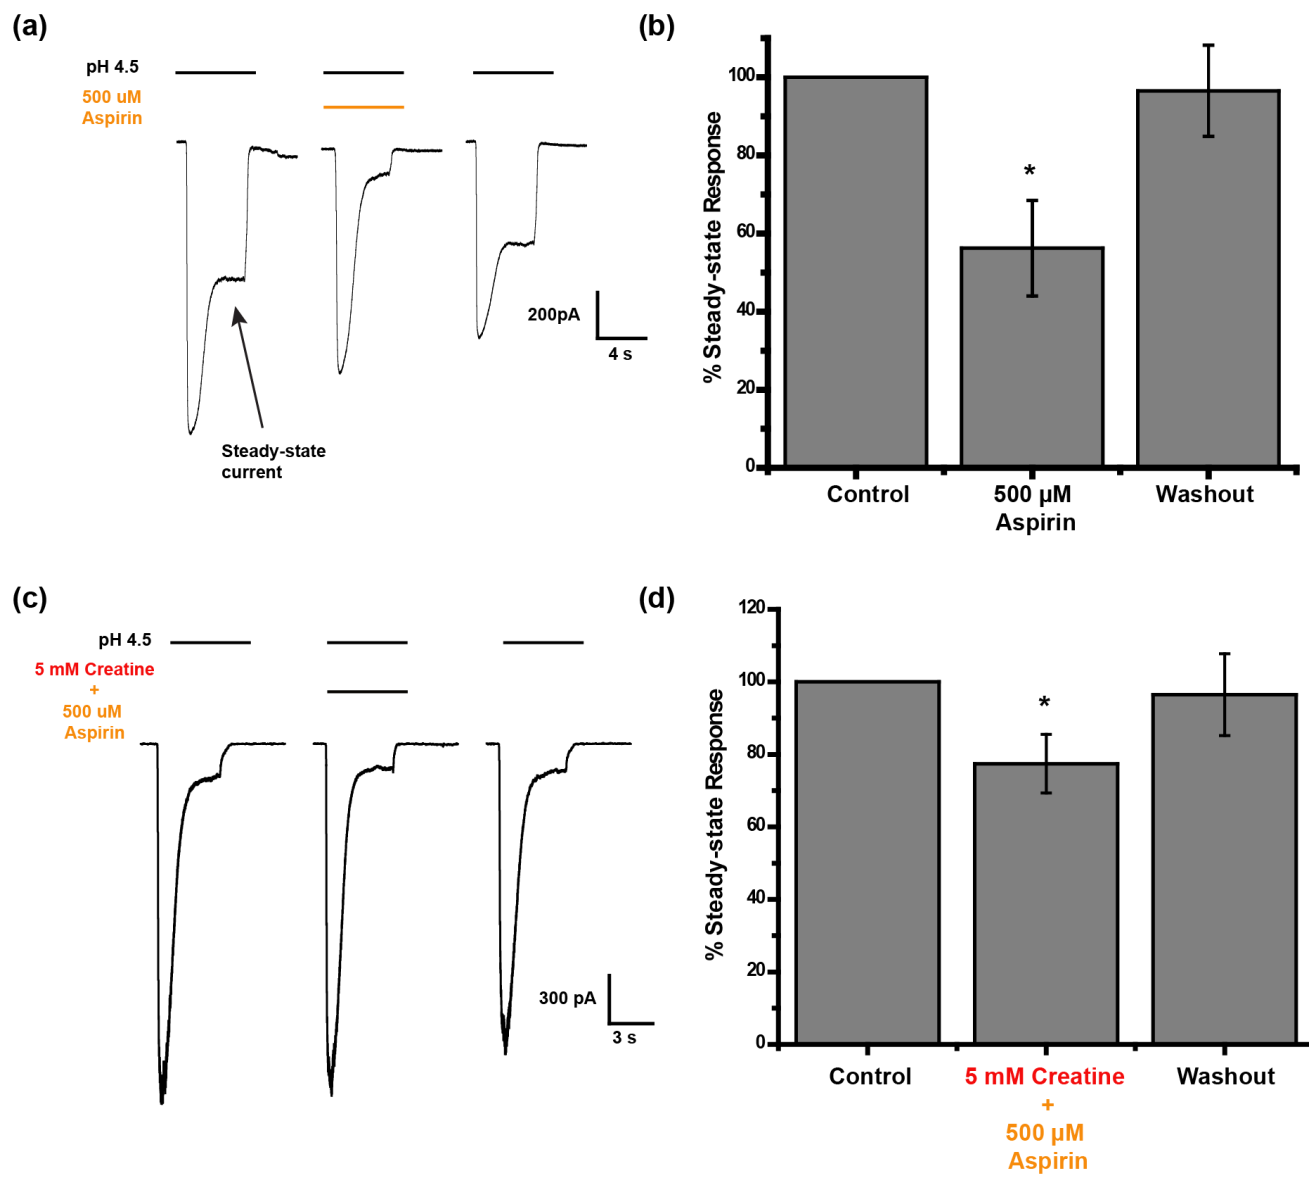 (a)
pH 4.5
500 uM
Aspirin
200pA
4 s
Steady-state
current
(b)
% Steady-state Response
100
80
60
40
20
0
*
Control
500 µM
Aspirin
Washout
(c)
pH 4.5
5 mM Creatine
+
500 uM
Aspirin
300 pA
3 s
(d)
% Steady-state Response
120
100
80
60
40
20
0
*
Control
5 mM Creatine
+
500 µM
Aspirin
Washout